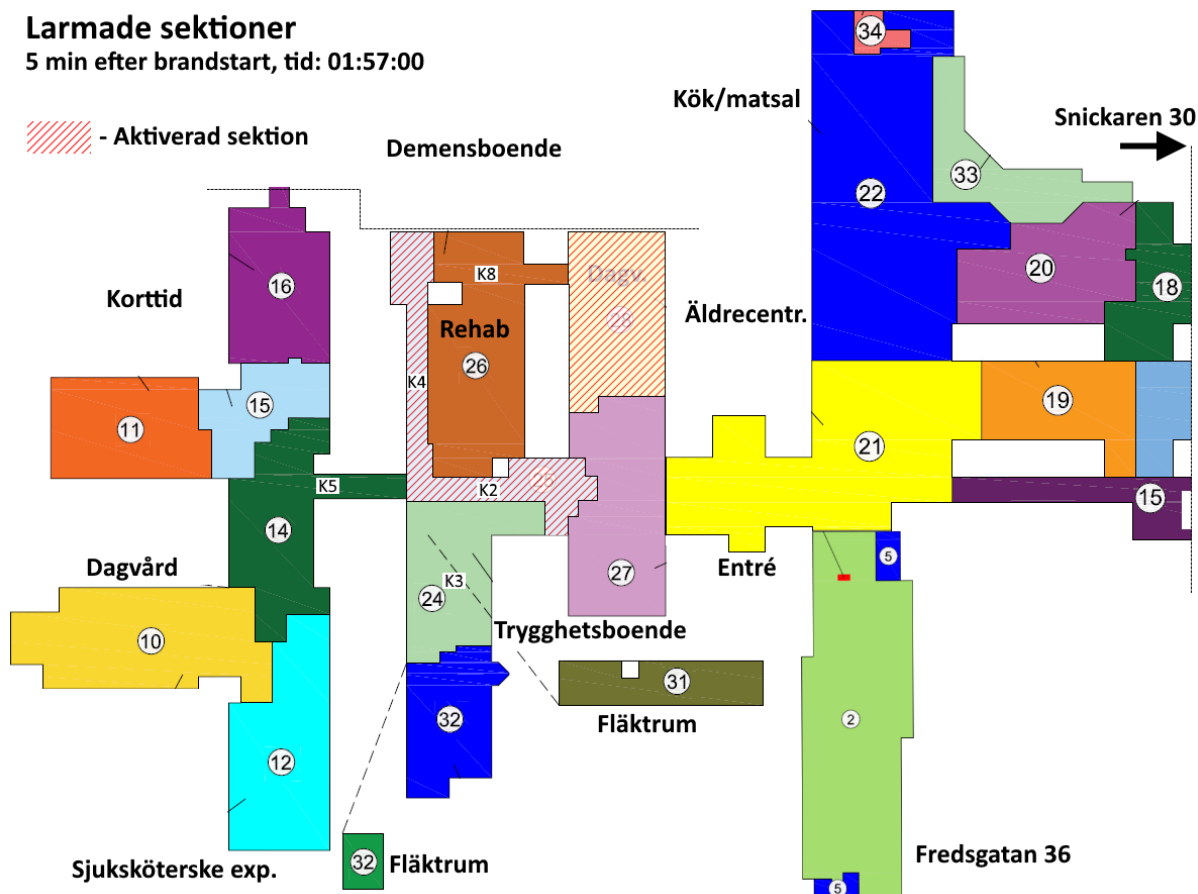 Larmade sektioner
5 min efter brandstart, tid: 01:57:00
- Aktiverad sektion
34
Kök/matsal
Snickaren 30
Demensboende
33
22
K8
Dagv.
20
16
18
Korttid
28
Äldrecentr.
Rehab
26
K4
15
19
11
21
K5
K2
15
14
Dagvård
27
Entré
5
K3
24
10
Trygghetsboende
31
32
Fläktrum
2
12
32
Fläktrum
Sjuksköterske exp.
Fredsgatan 36
5